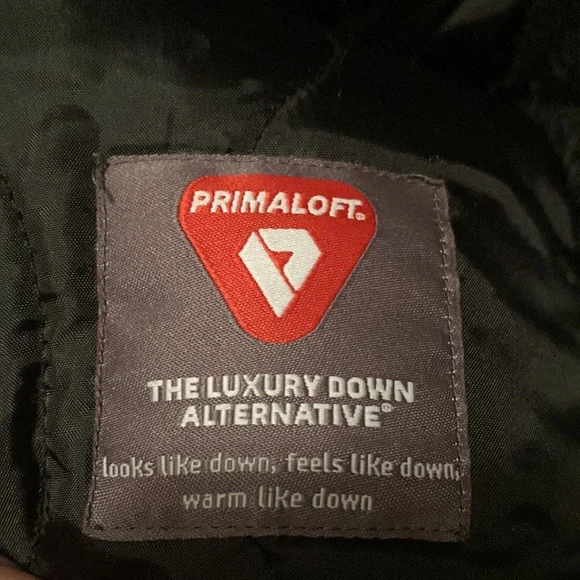 PRIMALOFT®
THE LUXURY DOWN
ALTERNATIVE®
looks like down, feels like down,
warm like down